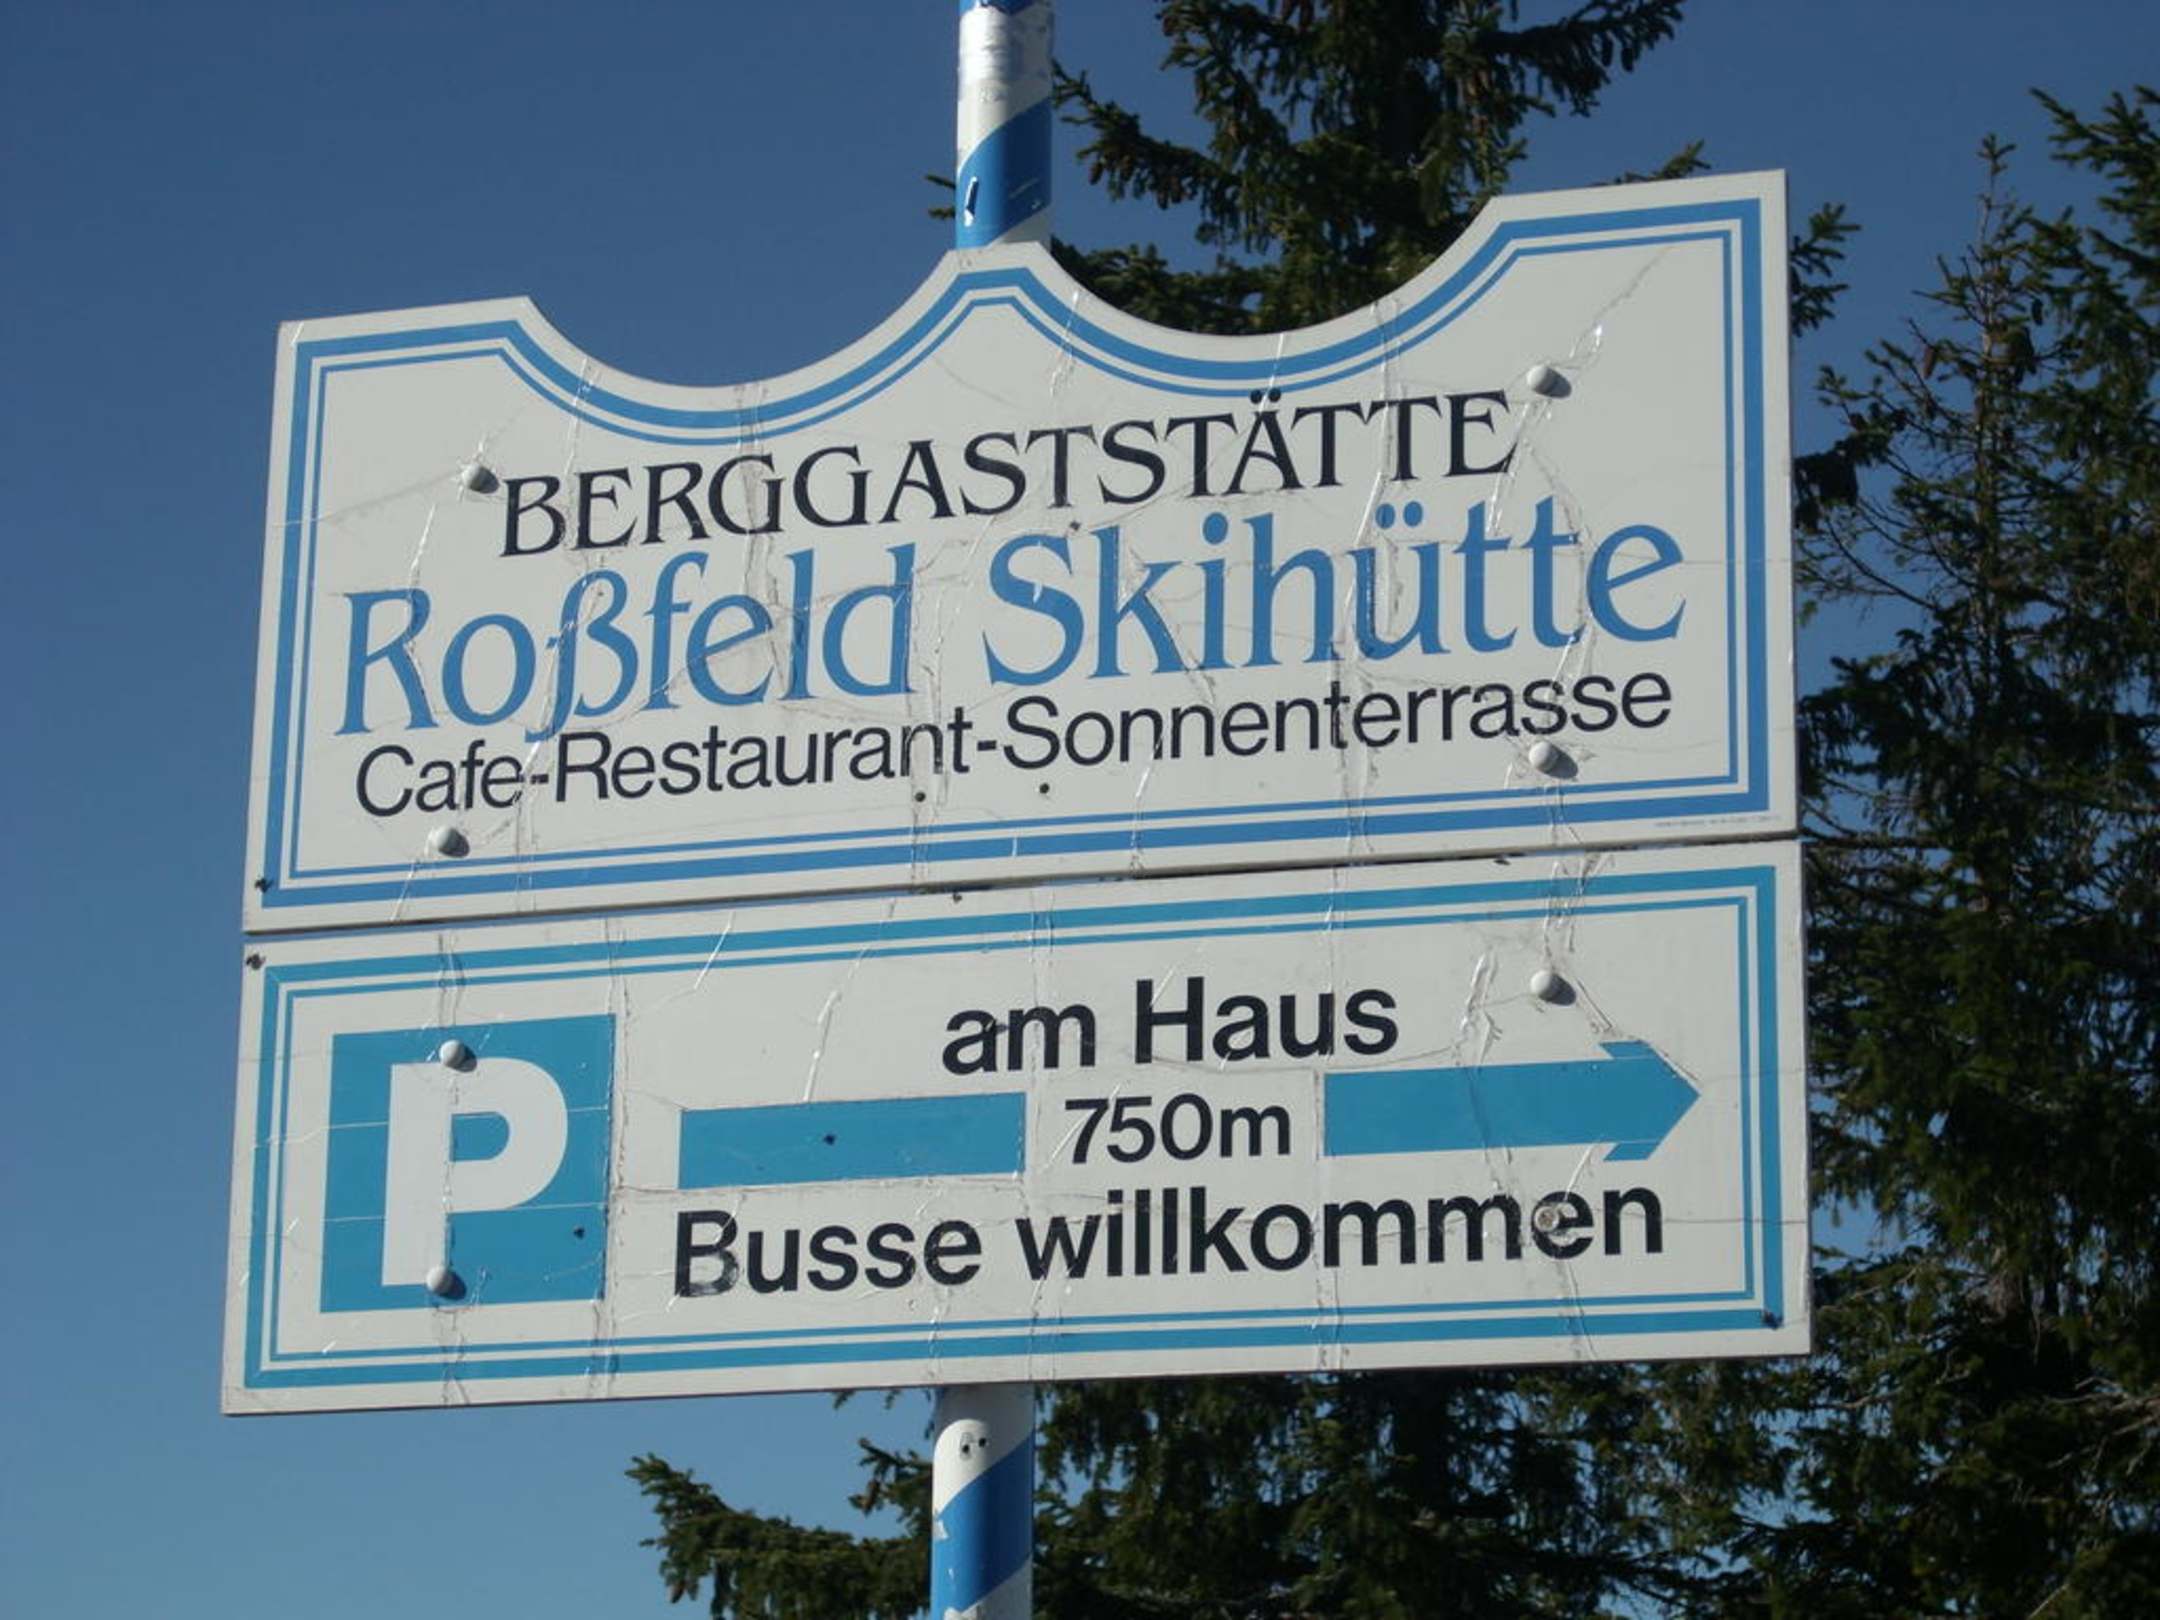 BERGGASTSTÄTTE
Roßfeld Skihütte
Cafe-Restaurant-Sonnenterrasse
P
am Haus
750m
Busse willkommen